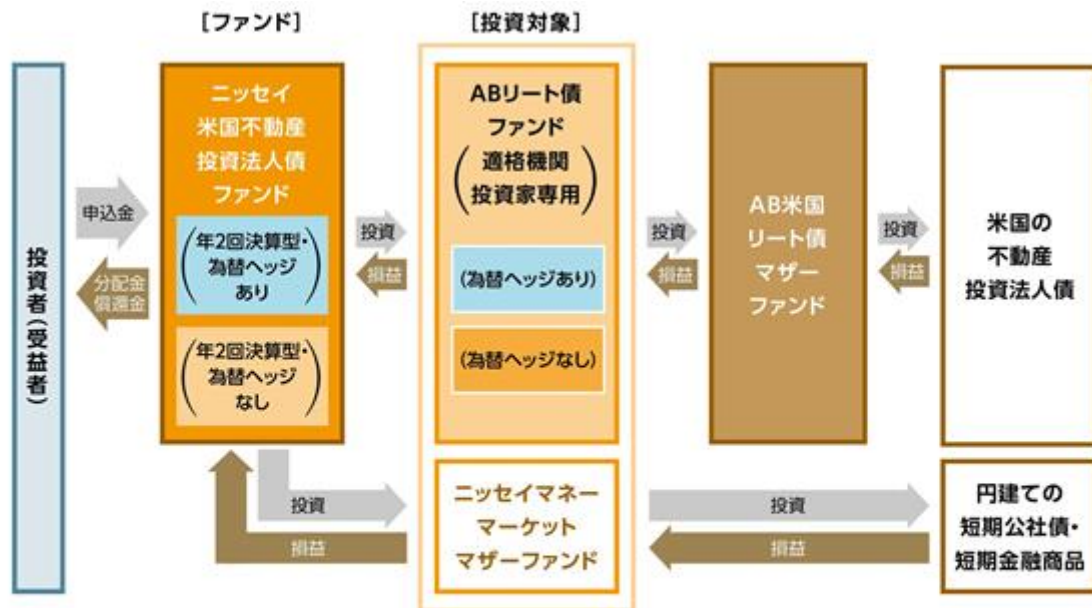 [ファンド]
[投資対象]
投資者(受益者)
申込金
分配金
償還金
ニッセイ
米国不動産
投資法人債
ファンド
(年2回決算型・
為替ヘッジ
あり)
(年2回決算型・
為替ヘッジ
なし)
投資
損益
ABリート債
ファンド
(適格機関
投資家専用)
(為替ヘッジあり)
(為替ヘッジなし)
投資
損益
AB米国
リート債
マザー
ファンド
投資
損益
米国の
不動産
投資法人債
投資
損益
ニッセイマネー
マーケット
マザーファンド
投資
損益
円建ての
短期公社債・
短期金融商品